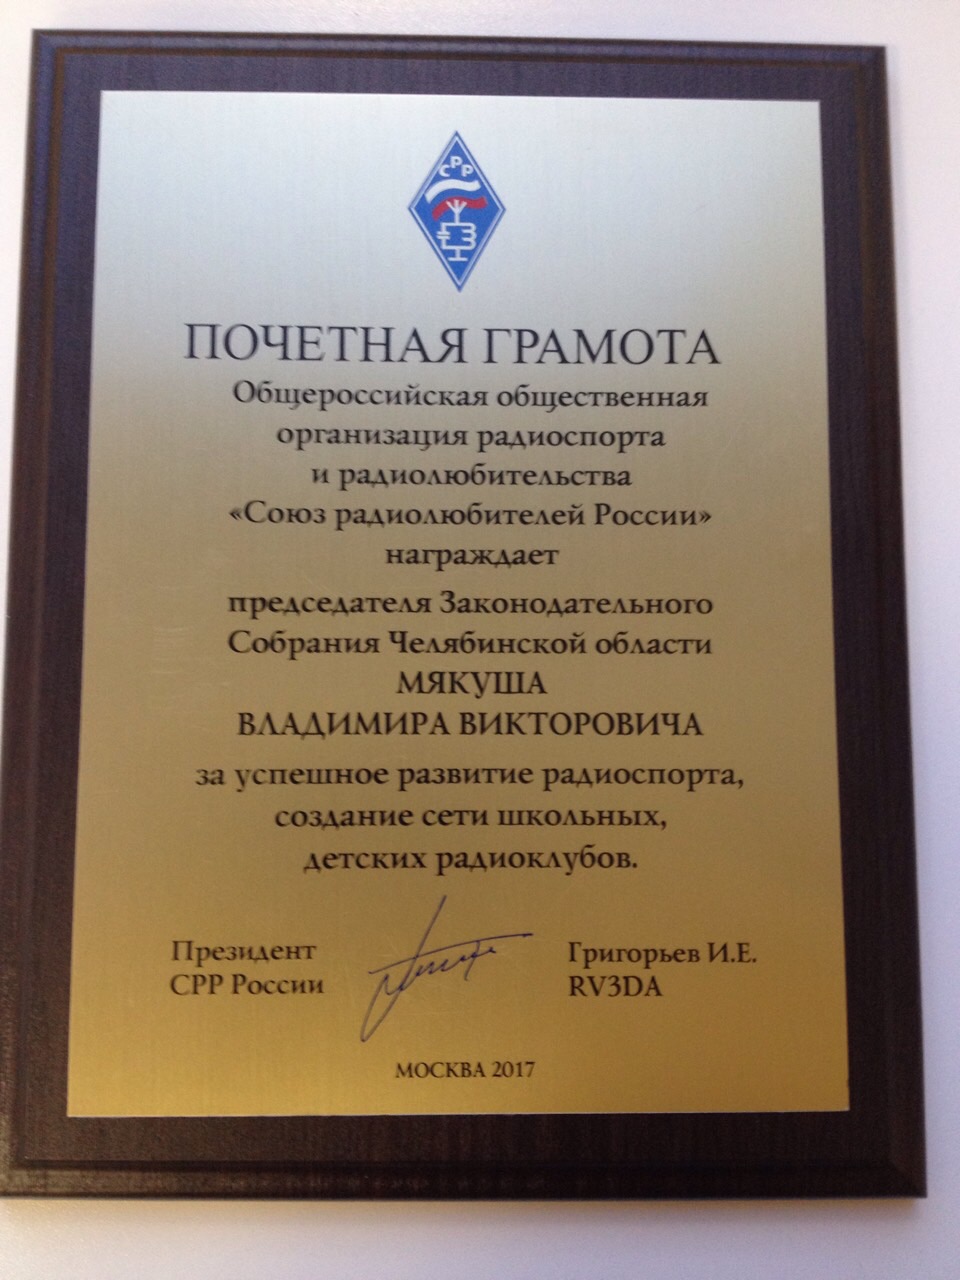 СРР
ПОЧЕТНАЯ ГРАМОТА
Общероссийская общественная
организация радиоспорта
и радиолюбительства
«Союз радиолюбителей России»
награждает
председателя Законодательного
Собрания Челябинской области
МЯКУША
ВЛАДИМИРА ВИКТОРОВИЧА
за успешное развитие радиоспорта,
создание сети школьных,
детских радиоклубов.
Президент
СРР России
Григорьев И.Е.
RV3DA
МОСКВА 2017